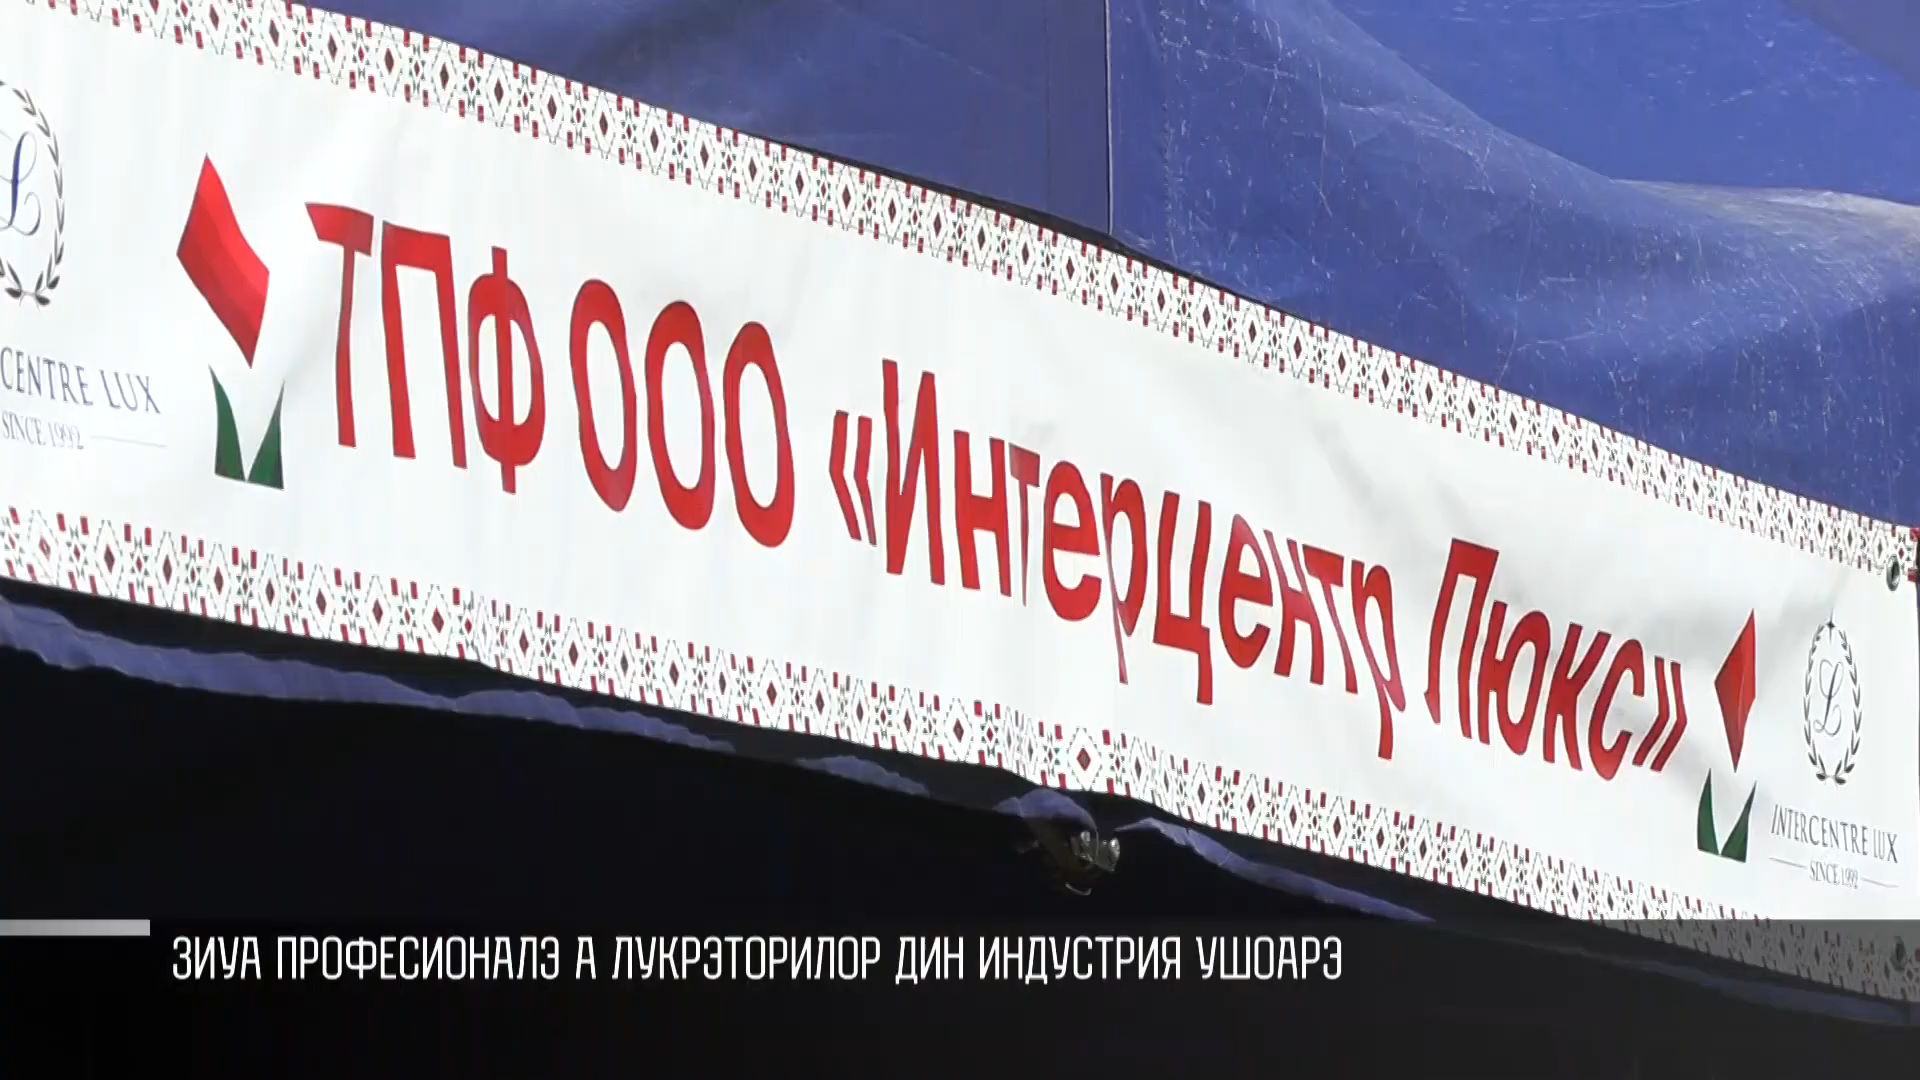 L
CENTRE LUX
SINCE 1992
ТПФ ООО «Интерцентр Люкс»
L
INTERCENTRE LUX
SINCE 1992
ЗИУА ПРОФЕСИОНАЛЭ А ЛУКРЭТОРИЛОР ДИН ИНДУСТРИЯ УШОАРЭ